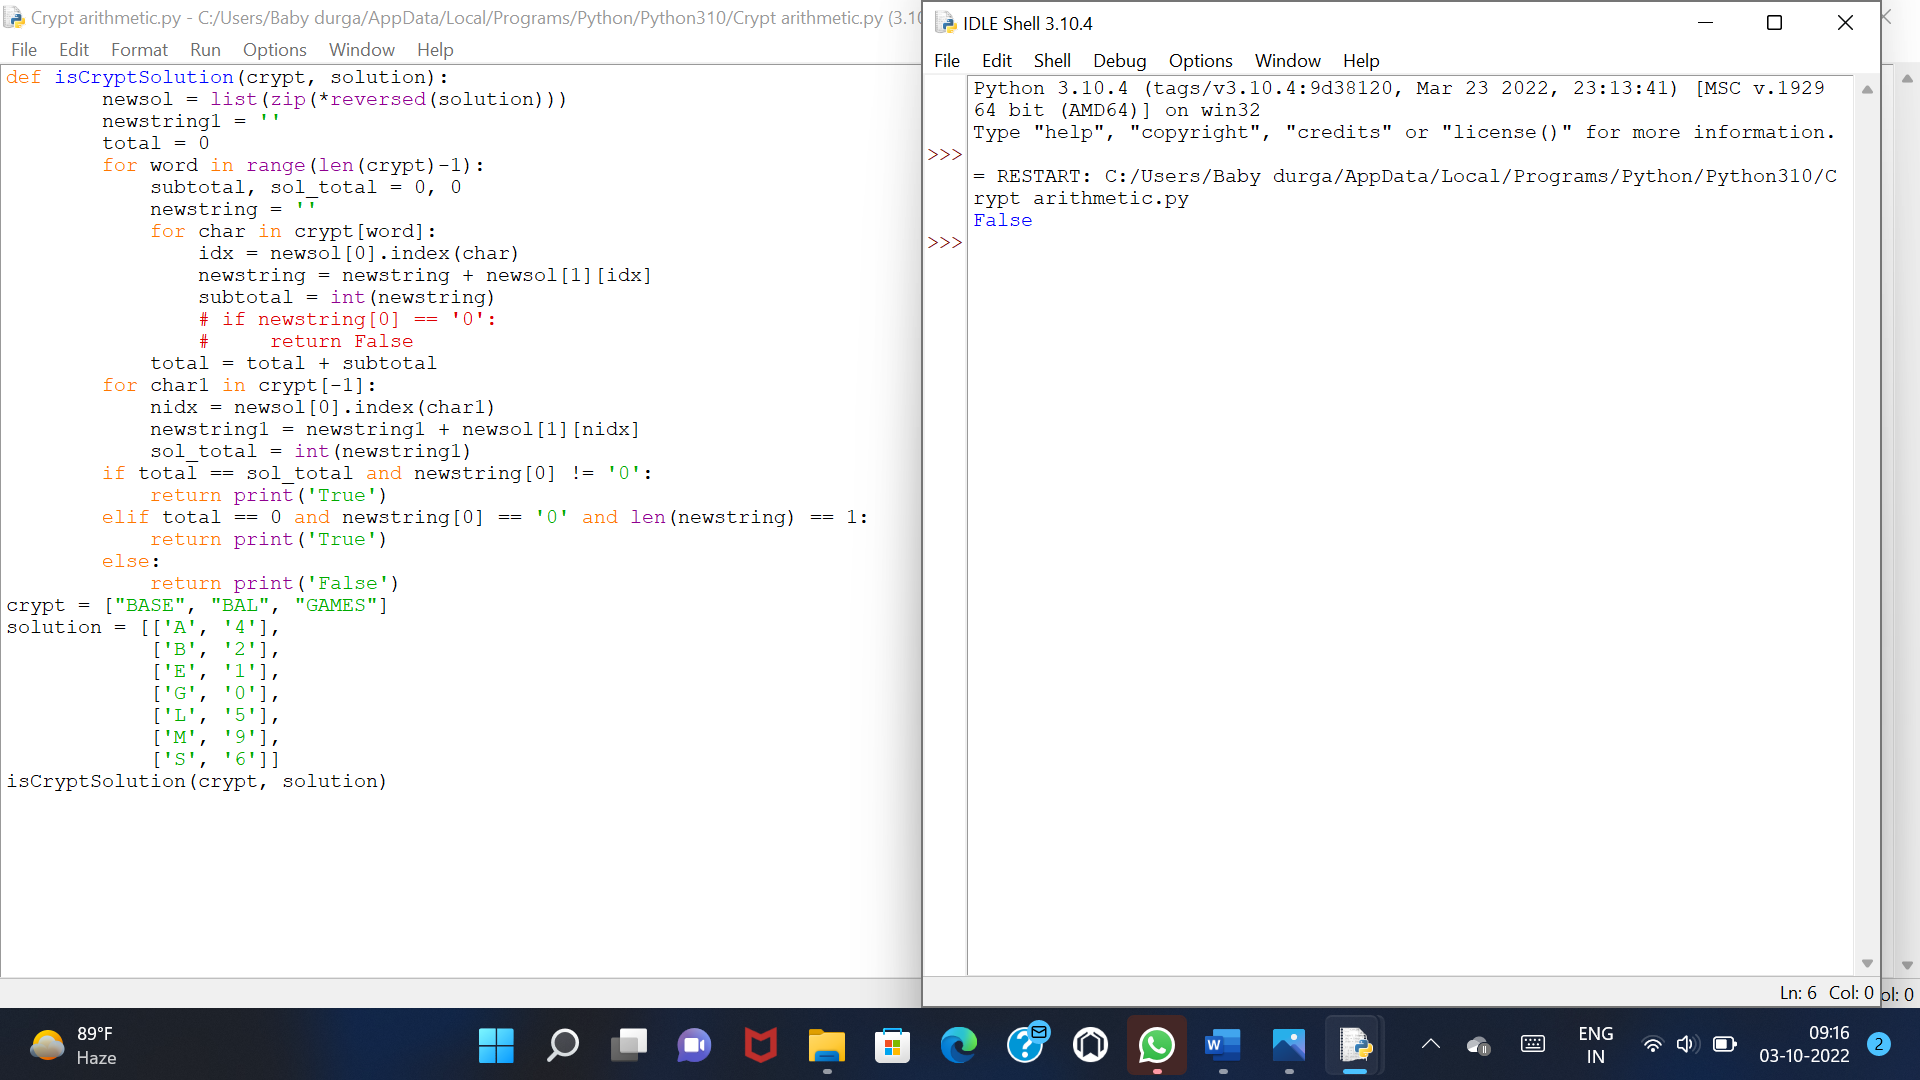 Crypt arithmetic.py - C:/Users/Baby durga/AppData/Local/Programs/Python/Python310/Crypt arithmetic.py (3.10
File Edit Format Run Options Window Help
def isCryptSolution(crypt, solution):
        newsol = list(zip(*reversed(solution)))
        newstring1 = ''
        total = 0
        for word in range(len(crypt)-1):
            subtotal, sol_total = 0, 0
            newstring = ''
            for char in crypt[word]:
                idx = newsol[0].index(char)
                newstring = newstring + newsol[1][idx]
                subtotal = int(newstring)
                # if newstring[0] == '0':
                #     return False
            total = total + subtotal
        for char1 in crypt[-1]:
            nidx = newsol[0].index(char1)
            newstring1 = newstring1 + newsol[1][nidx]
            sol_total = int(newstring1)
        if total == sol_total and newstring[0] != '0':
            return print('True')
        elif total == 0 and newstring[0] == '0' and len(newstring) == 1:
            return print('True')
        else:
            return print('False')
crypt = ["BASE", "BAL", "GAMES"]
solution = [['A', '4'],
            ['B', '2'],
            ['E', '1'],
            ['G', '0'],
            ['L', '5'],
            ['M', '9'],
            ['S', '6']]
isCryptSolution(crypt, solution)
IDLE Shell 3.10.4
File Edit Shell Debug Options Window Help
Python 3.10.4 (tags/v3.10.4:9d38120, Mar 23 2022, 23:13:41) [MSC v.1929
64 bit (AMD64)] on win32
Type "help", "copyright", "credits" or "license()" for more information.
>>>
= RESTART: C:/Users/Baby durga/AppData/Local/Programs/Python/Python310/C
rypt arithmetic.py
False
>>>
Ln: 6 Col: 0
ol: 0
89°F
Haze
W
ENG
IN
09:16
03-10-2022
2